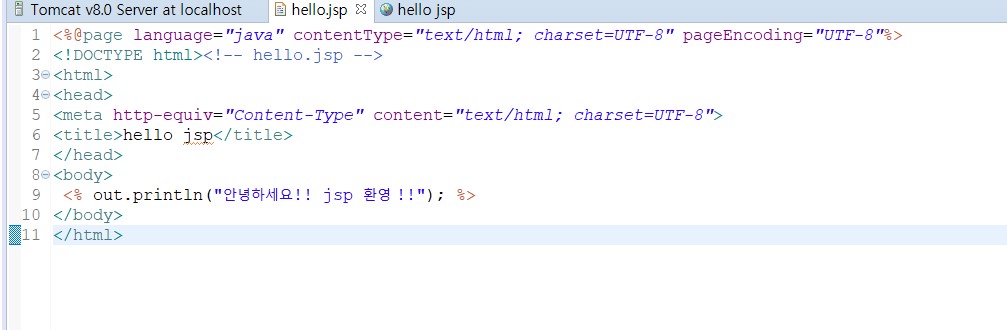 Tomcat v8.0 Server at localhost hello.jsp hello jsp
1 <%@page language="java" contentType="text/html; charset=UTF-8" pageEncoding="UTF-8"%>
2 <!DOCTYPE html><!-- hello.jsp -->
3 <html>
4 <head>
5 <meta http-equiv="Content-Type" content="text/html; charset=UTF-8">
6 <title>hello jsp</title>
7 </head>
8 <body>
9 <% out.println("안녕하세요!! jsp 환영 !!"); %>
10 </body>
11 </html>